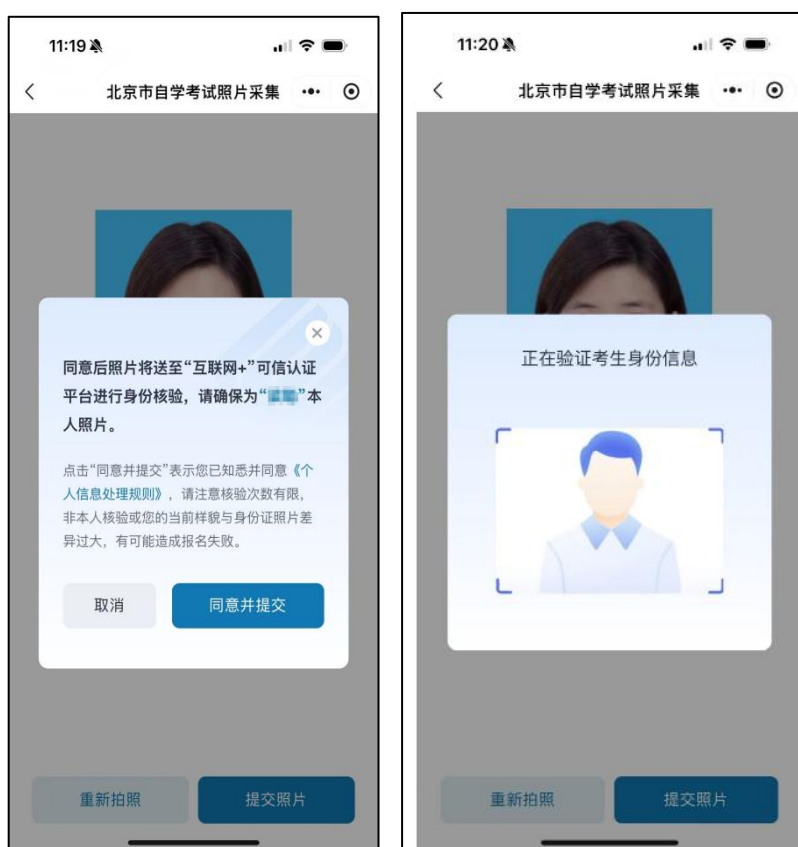 11:19
北京市自学考试照片采集
同意后照片将送至“互联网+”可信认证
平台进行身份核验，请确保为“”本
人照片。
点击“同意并提交”表示您已知悉并同意《个
人信息处理规则》，请注意核验次数有限，
非本人核验或您的当前样貌与身份证照片差
异过大，有可能造成报名失败。
取消
同意并提交
重新拍照
提交照片
11:20
北京市自学考试照片采集
正在验证考生身份信息
重新拍照
提交照片